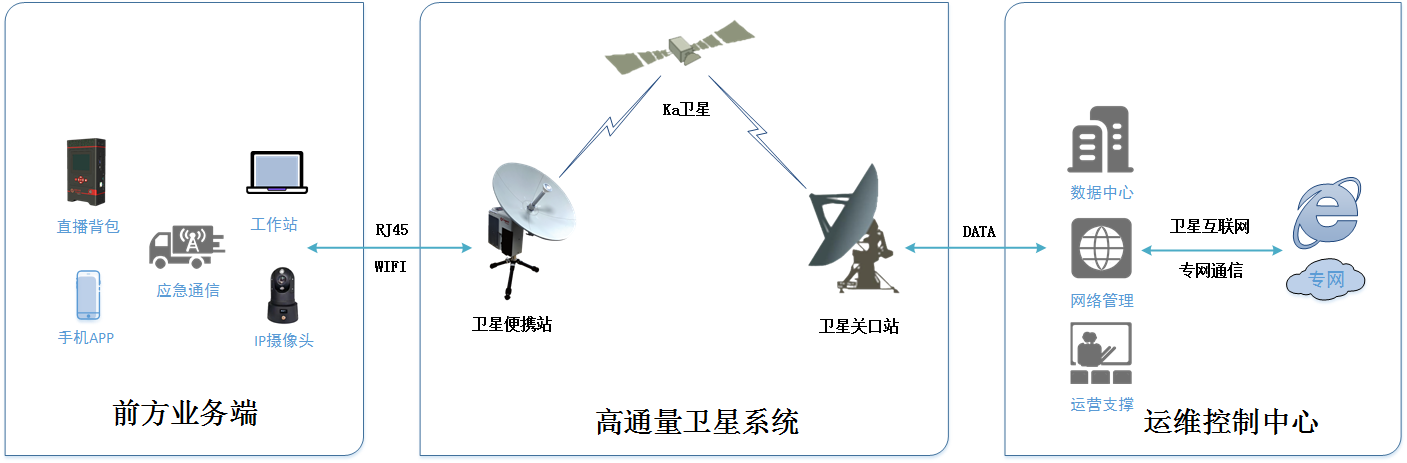 直播背包
工作站
应急通信
手机APP
IP摄像头
前方业务端
RJ45
WIFI
Ka卫星
卫星便携站
卫星关口站
高通量卫星系统
DATA
数据中心
网络管理
运营支撑
卫星互联网
专网通信
专网
运维控制中心